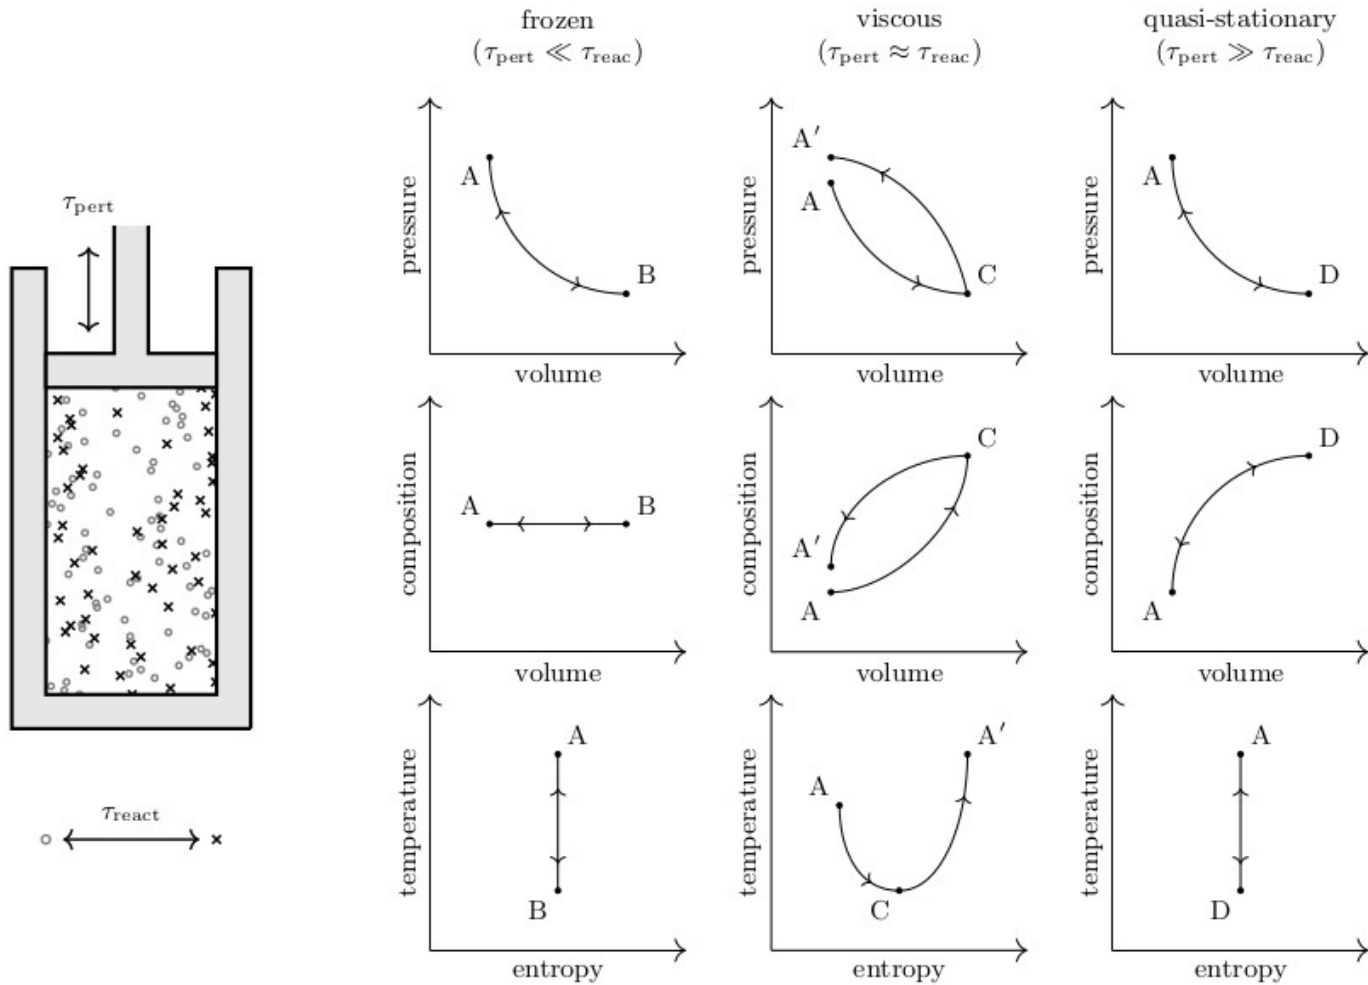 frozen
(τpert ≪ τreac)
viscous
(τpert ≈ τreac)
quasi-stationary
(τpert ≫ τreac)
τpert
τreact
pressure
A
B
volume
pressure
A′
A
C
volume
pressure
A
D
volume
composition
A
B
volume
composition
C
A′
A
volume
composition
D
A
volume
temperature
A
B
entropy
temperature
A′
A
C
entropy
temperature
A
D
entropy